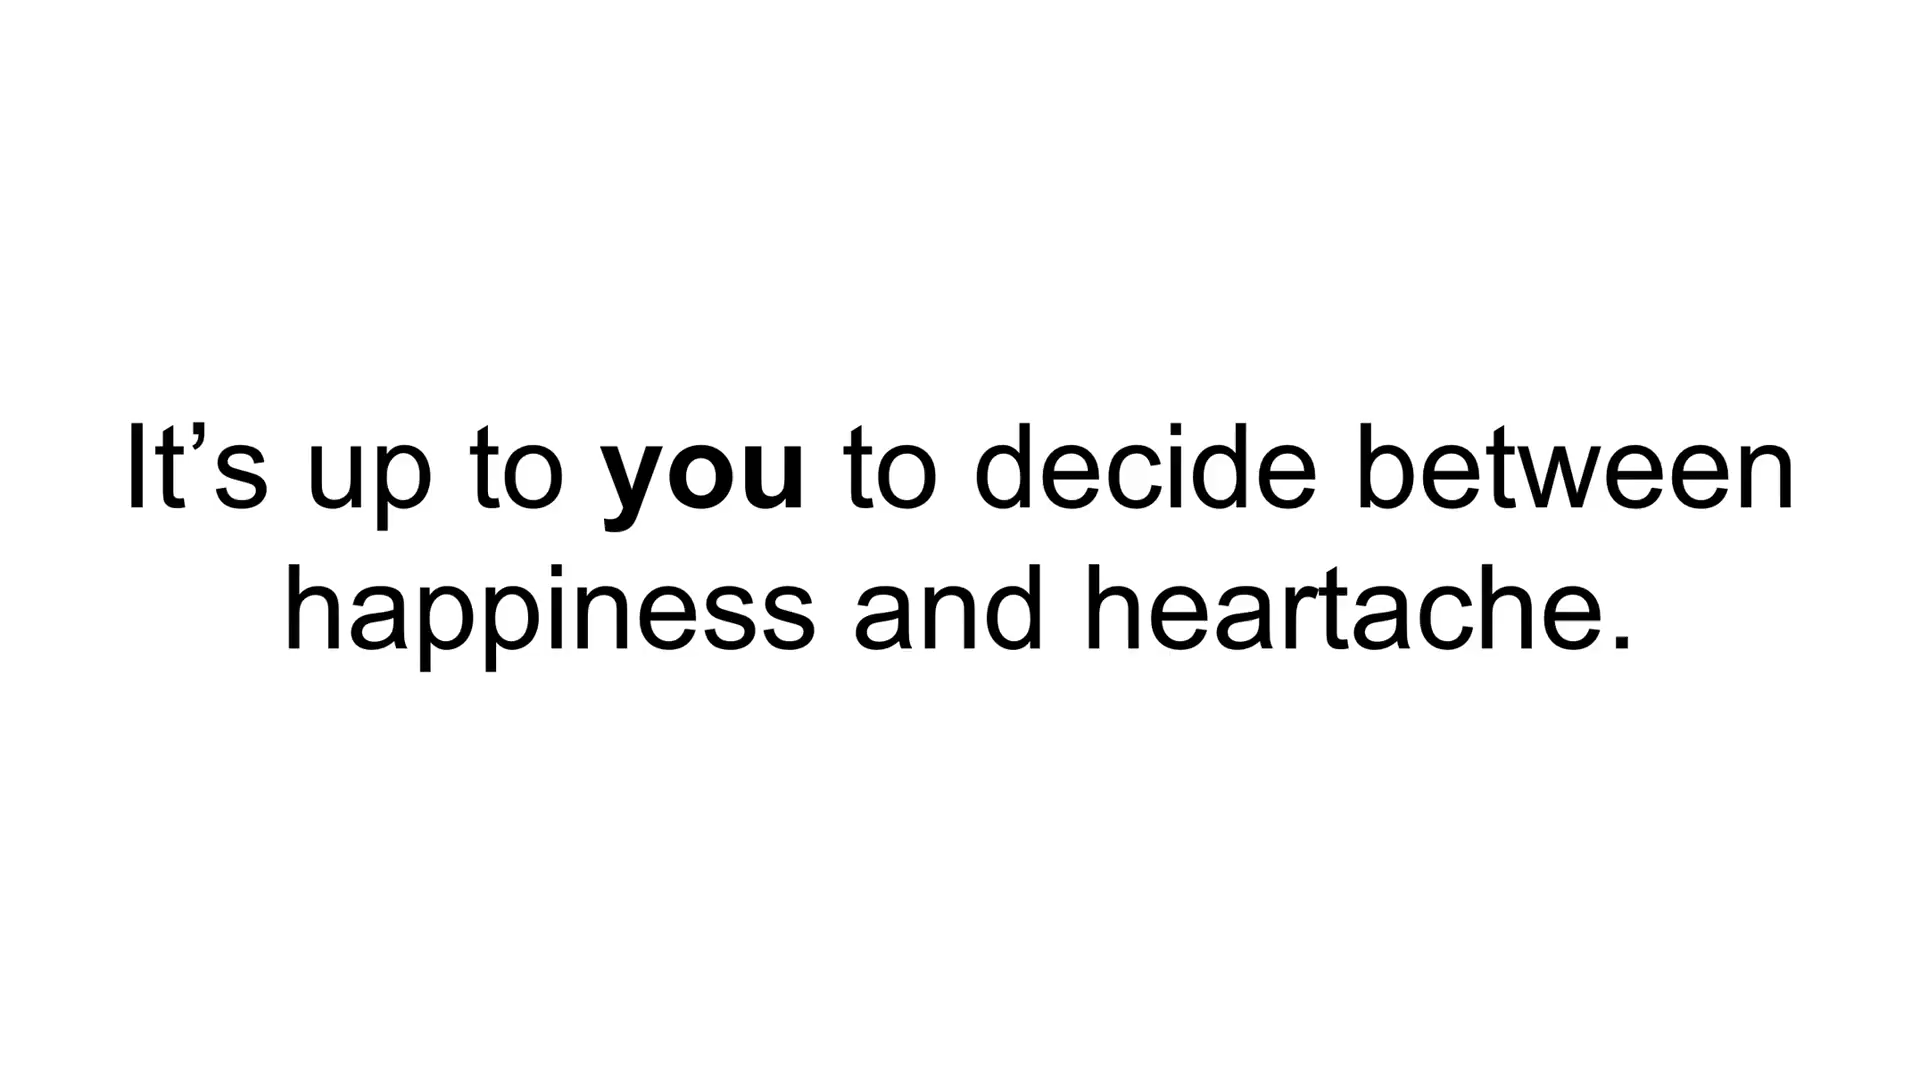 It’s up to you to decide between
happiness and heartache.